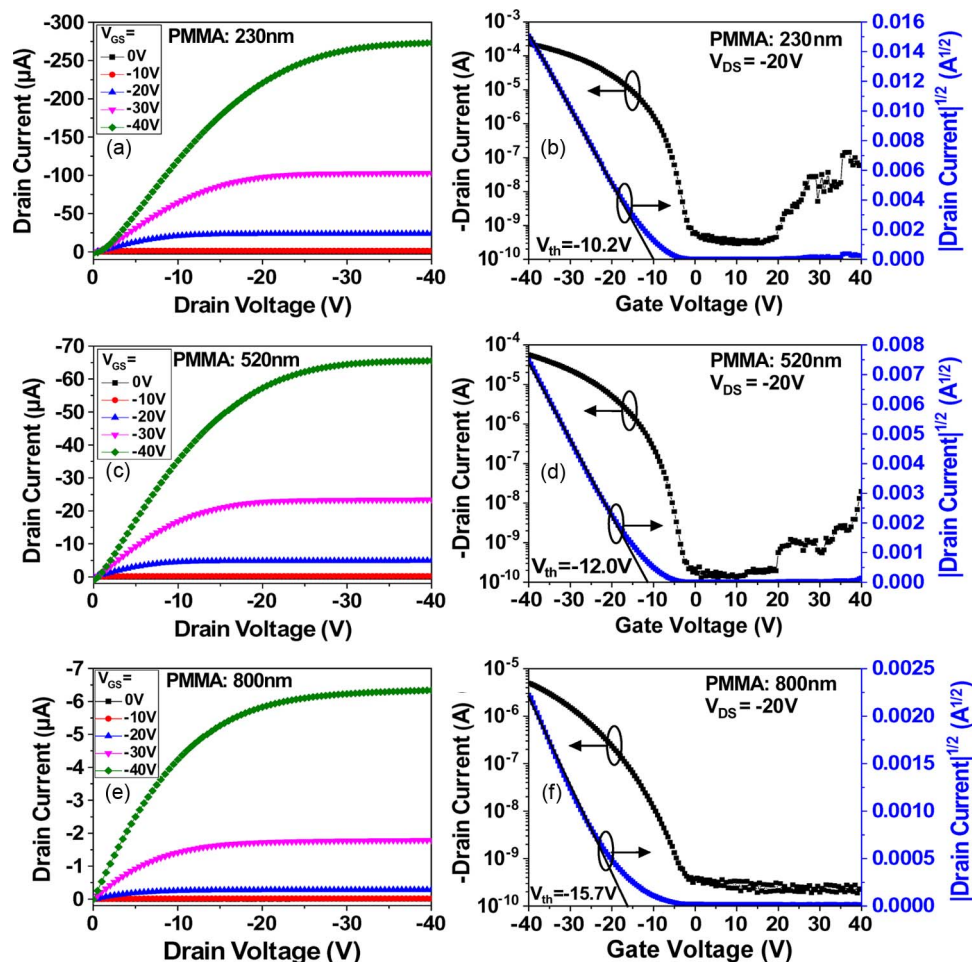 -300
-250
-200
-150
-100
-50
0
Drain Current (µA)
V_GS=
0V
-10V
-20V
-30V
-40V
PMMA: 230nm
(a)
0 -10 -20 -30 -40
Drain Voltage (V)
10^-3
10^-4
10^-5
10^-6
10^-7
10^-8
10^-9
10^-10
-Drain Current (A)
PMMA: 230nm
V_DS = -20V
(b)
V_th=-10.2V
0.016
0.014
0.012
0.010
0.008
0.006
0.004
0.002
0.000
|Drain Current|^1/2 (A^1/2)
-40 -30 -20 -10 0 10 20 30 40
Gate Voltage (V)
-70
-60
-50
-40
-30
-20
-10
0
Drain Current (µA)
V_GS=
0V
-10V
-20V
-30V
-40V
PMMA: 520nm
(c)
0 -10 -20 -30 -40
Drain Voltage (V)
10^-4
10^-5
10^-6
10^-7
10^-8
10^-9
10^-10
-Drain Current (A)
PMMA: 520nm
V_DS = -20V
(d)
V_th=-12.0V
0.008
0.007
0.006
0.005
0.004
0.003
0.002
0.001
0.000
|Drain Current|^1/2 (A^1/2)
-40 -30 -20 -10 0 10 20 30 40
Gate Voltage (V)
-7
-6
-5
-4
-3
-2
-1
0
Drain Current (µA)
V_GS=
0V
-10V
-20V
-30V
-40V
PMMA: 800nm
(e)
0 -10 -20 -30 -40
Drain Voltage (V)
10^-5
10^-6
10^-7
10^-8
10^-9
10^-10
-Drain Current (A)
PMMA: 800nm
V_DS = -20V
(f)
V_th=-15.7V
0.0025
0.0020
0.0015
0.0010
0.0005
0.0000
|Drain Current|^1/2 (A^1/2)
-40 -30 -20 -10 0 10 20 30 40
Gate Voltage (V)